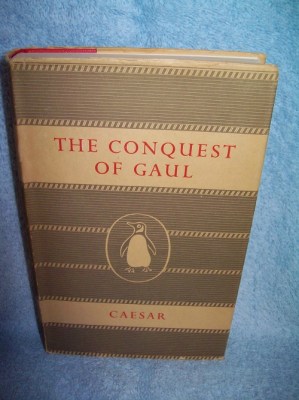 THE CONQUEST
OF GAUL
CAESAR